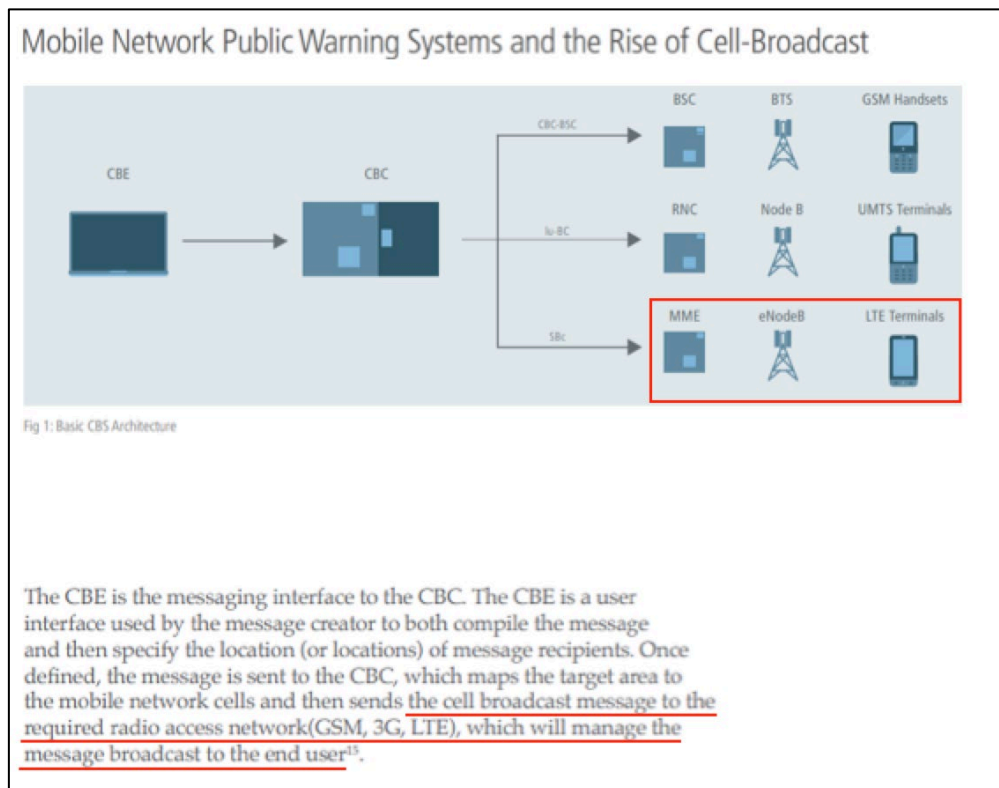 Mobile Network Public Warning Systems and the Rise of Cell-Broadcast
BSC BTS GSM Handsets
CBC-BSC
CBE CBC
RNC Node B UMTS Terminals
Iu-BC
MME eNodeB LTE Terminals
SBc
Fig 1: Basic CBS Architecture
The CBE is the messaging interface to the CBC. The CBE is a user
interface used by the message creator to both compile the message
and then specify the location (or locations) of message recipients. Once
defined, the message is sent to the CBC, which maps the target area to
the mobile network cells and then sends the cell broadcast message to the
required radio access network(GSM, 3G, LTE), which will manage the
message broadcast to the end user¹⁵.